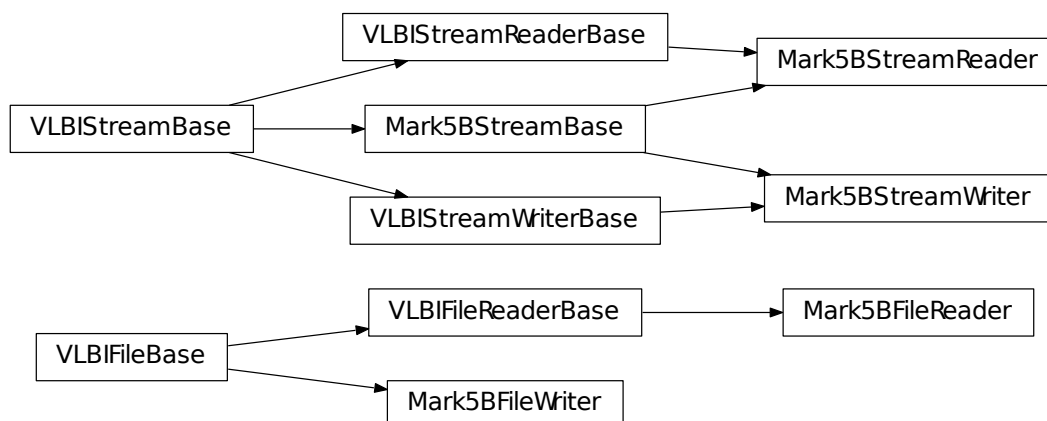 VLBIStreamReaderBase
Mark5BStreamReader
VLBIStreamBase
Mark5BStreamBase
Mark5BStreamWriter
VLBIStreamWriterBase
VLBIFileReaderBase
Mark5BFileReader
VLBIFileBase
Mark5BFileWriter